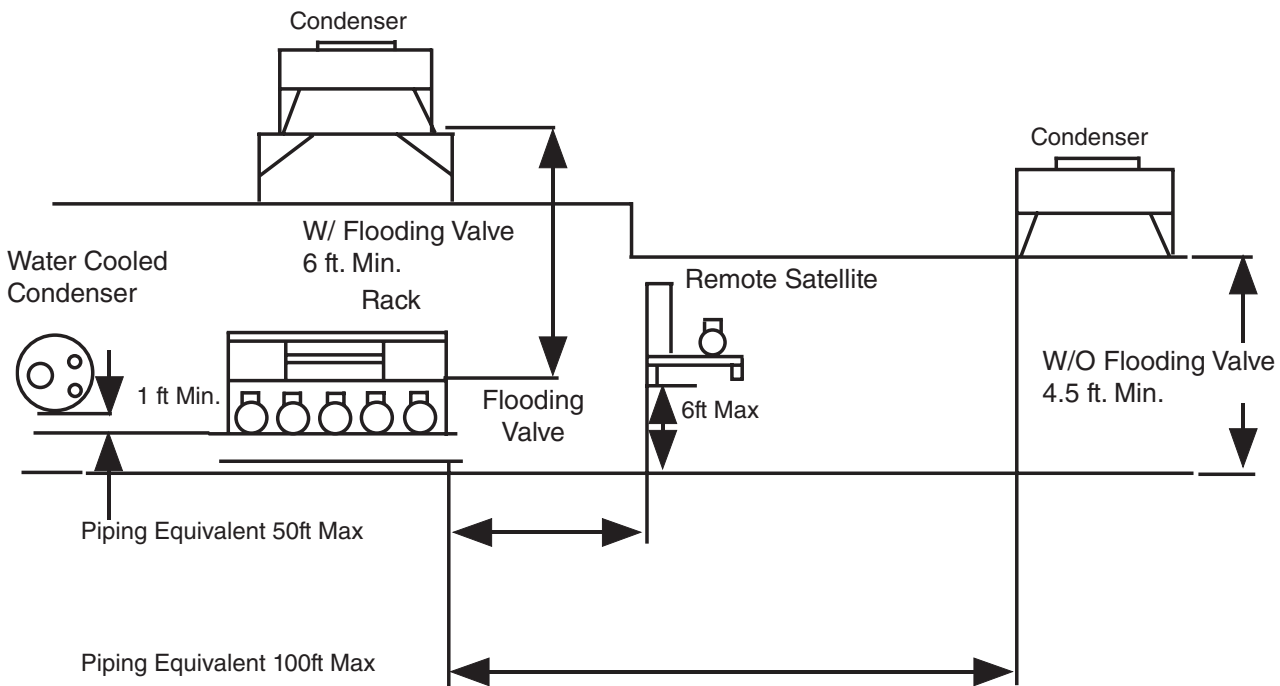 Condenser
Condenser
W/ Flooding Valve
6 ft. Min.
Water Cooled
Condenser
Rack
Remote Satellite
W/O Flooding Valve
4.5 ft. Min.
1 ft Min.
Flooding
Valve
6ft Max
Piping Equivalent 50ft Max
Piping Equivalent 100ft Max